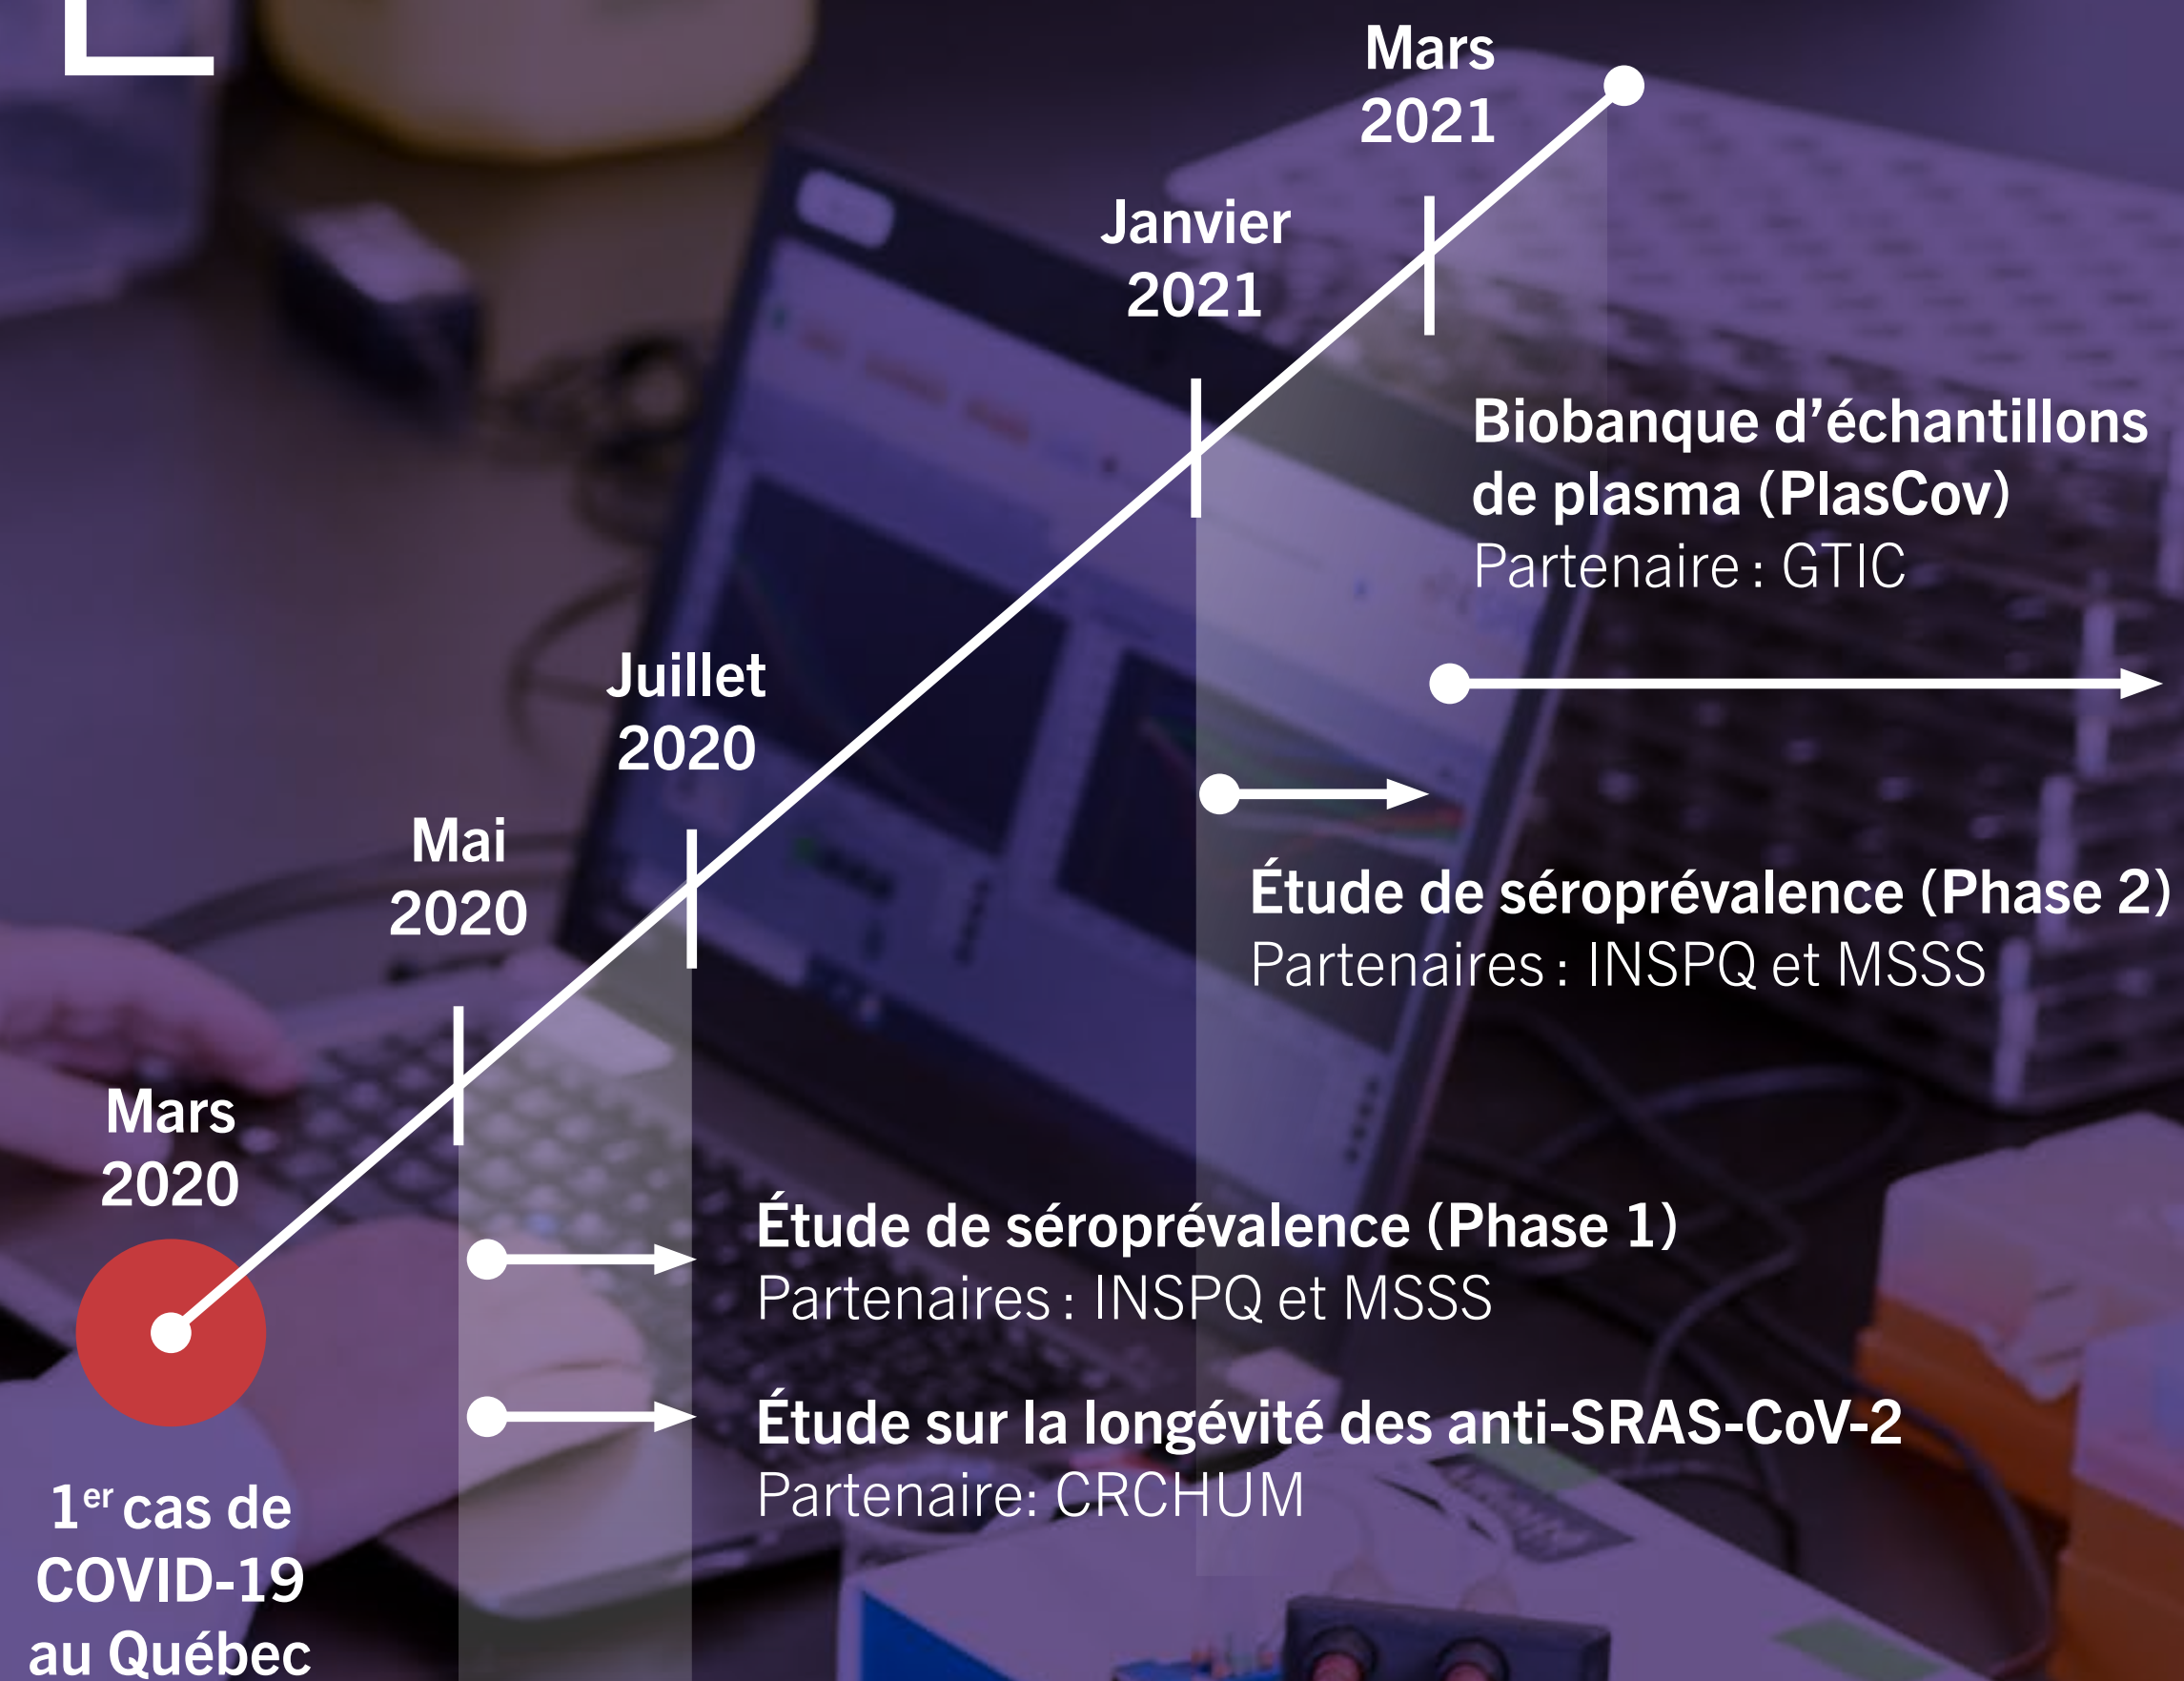 Mars
2021
Janvier
2021
Biobanque d’échantillons
de plasma (PlasCov)
Partenaire : GTIC
Juillet
2020
Mai
2020
Étude de séroprévalence (Phase 2)
Partenaires : INSPQ et MSSS
Mars
2020
Étude de séroprévalence (Phase 1)
Partenaires : INSPQ et MSSS
Étude sur la longévité des anti-SRAS-CoV-2
Partenaire: CRCHUM
1er cas de
COVID-19
au Québec